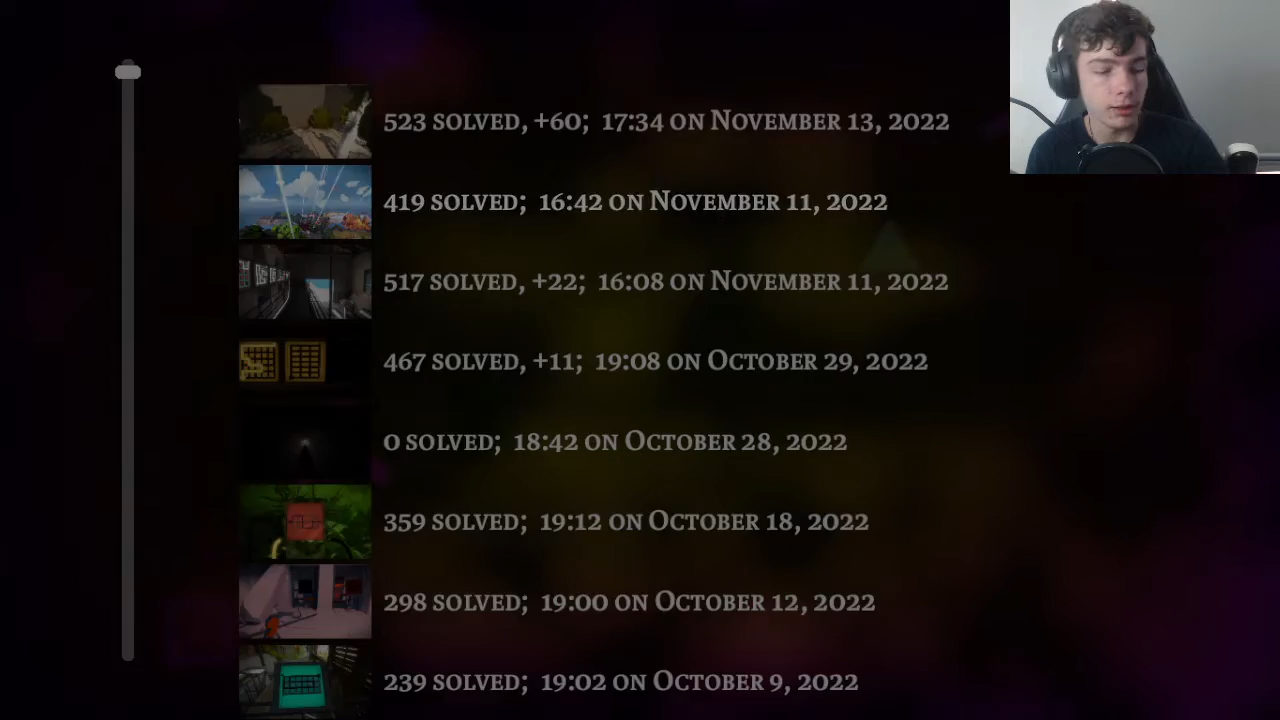 523 SOLVED, +60; 17:34 ON NOVEMBER 13, 2022
419 SOLVED; 16:42 ON NOVEMBER 11, 2022
517 SOLVED, +22; 16:08 ON NOVEMBER 11, 2022
467 SOLVED, +11; 19:08 ON OCTOBER 29, 2022
0 SOLVED; 18:42 ON OCTOBER 28, 2022
359 SOLVED; 19:12 ON OCTOBER 18, 2022
298 SOLVED; 19:00 ON OCTOBER 12, 2022
239 SOLVED; 19:02 ON OCTOBER 9, 2022